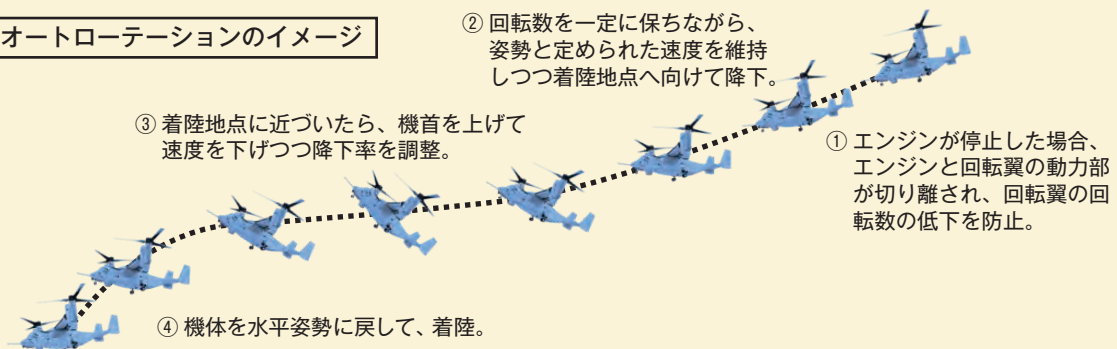 オートローテーションのイメージ
① エンジンが停止した場合、
エンジンと回転翼の動力部
が切り離され、回転翼の回
転数の低下を防止。
② 回転数を一定に保ちながら、
姿勢と定められた速度を維持
しつつ着陸地点へ向けて降下。
③ 着陸地点に近づいたら、機首を上げて
速度を下げつつ降下率を調整。
④ 機体を水平姿勢に戻して、着陸。